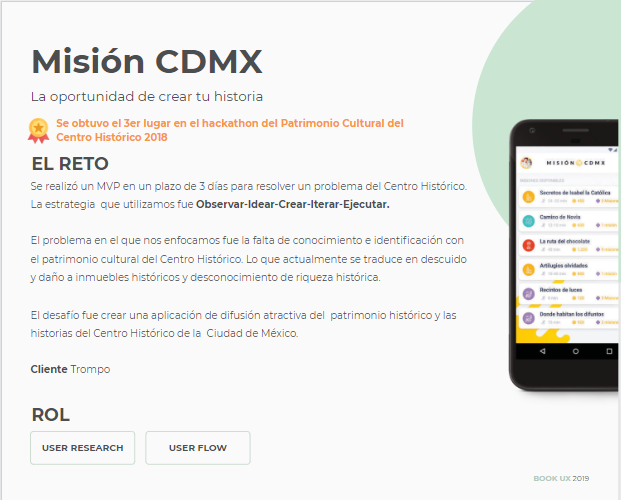 Misión CDMX
La oportunidad de crear tu historia
Se obtuvo el 3er lugar en el hackathon del Patrimonio Cultural del
Centro Histórico 2018
EL RETO
Se realizó un MVP en un plazo de 3 días para resolver un problema del Centro Histórico.
La estrategia que utilizamos fue Observar-Idear-Crear-Iterar-Ejecutar.
El problema en el que nos enfocamos fue la falta de conocimiento e identificación con
el patrimonio cultural del Centro Histórico. Lo que actualmente se traduce en descuido
y daño a inmuebles históricos y desconocimiento de riqueza histórica.
El desafío fue crear una aplicación de difusión atractiva del patrimonio histórico y las
historias del Centro Histórico de la Ciudad de México.
Cliente Trompo
ROL
USER RESEARCH
USER FLOW
MISIÓN CDMX
Secretos de Isabel la Católica
Camino de Novia
La ruta del chocolate
Artilugios olvidados
Recintos de luces
Donde habitan los difuntos
BOOK UX 2019